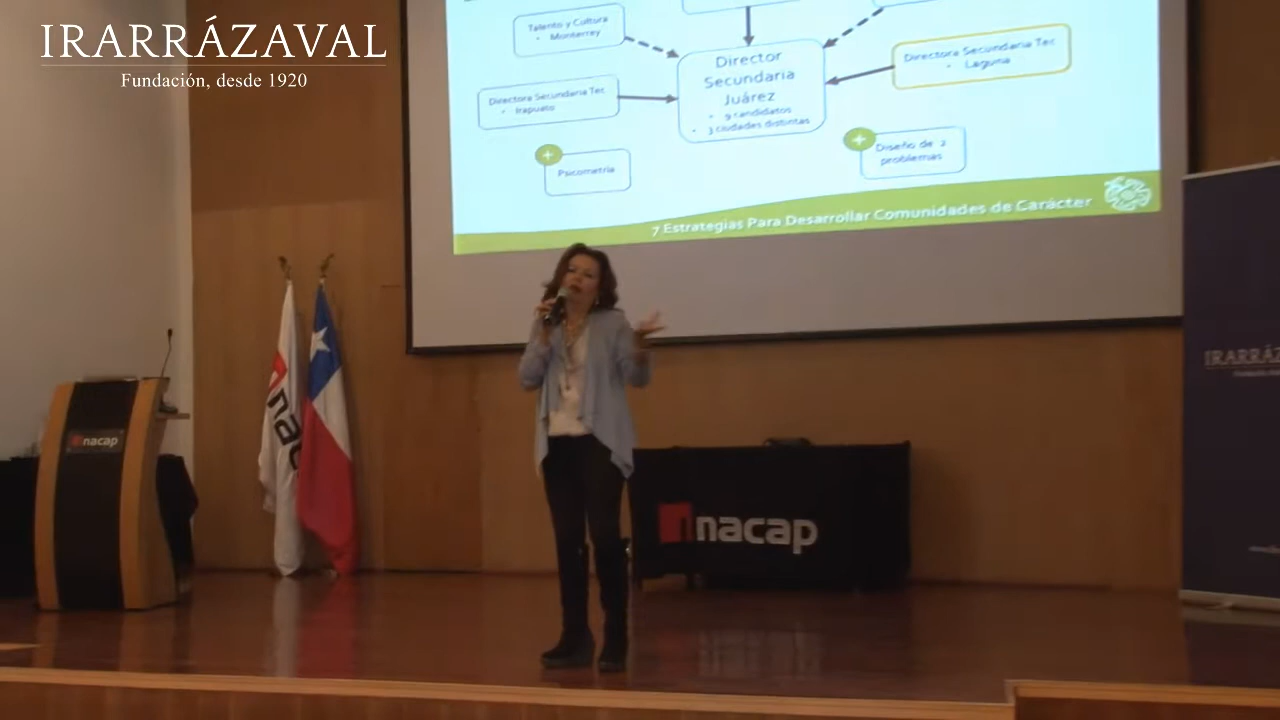 IRARRÁZAVAL
Fundación, desde 1920
Talento y Cultura
• Monterrey
Directora Secundaria Tec
• Irapuato
Director
Secundaria
Juárez
• 9 candidatos
• 3 ciudades distintas
Directora Secundaria Tec
• Laguna
+
Psicometría
+
Diseño de 2
problemas
7 Estrategias Para Desarrollar Comunidades de Carácter
nacap
nacap